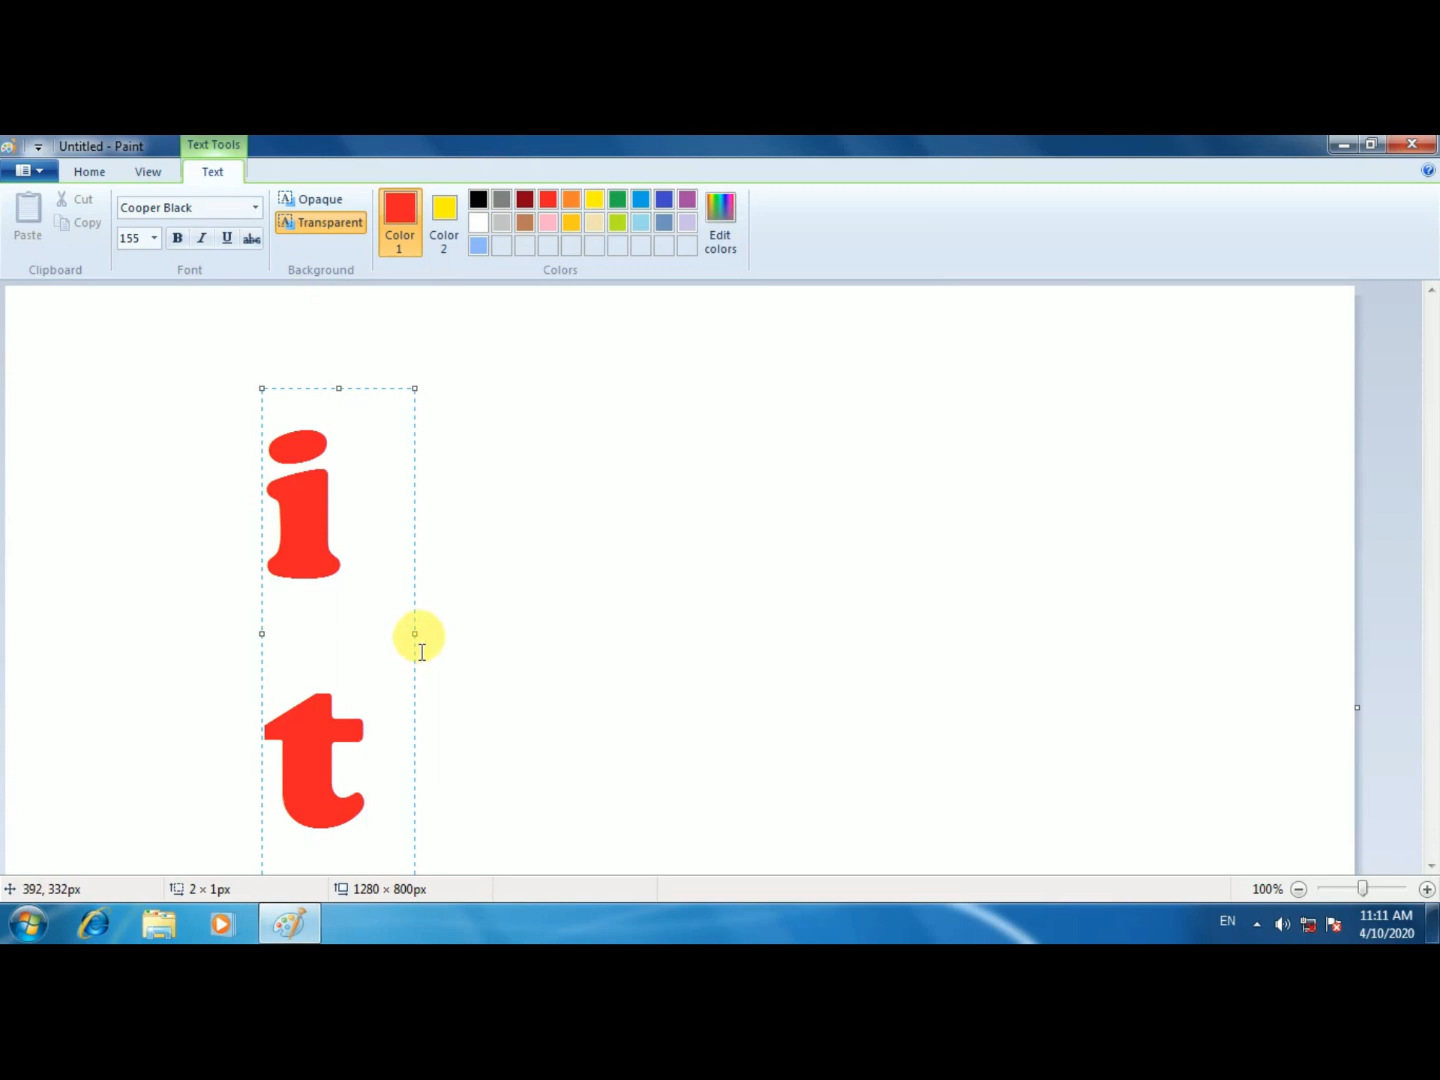 Untitled - Paint
Text Tools
Home
View
Text
Paste
Cut
Copy
Clipboard
Cooper Black
155
B I U abc
Font
Opaque
Transparent
Background
Color 1
Color 2
Edit colors
Colors
i
t
392, 332px
2 × 1px
1280 × 800px
100%
EN
11:11 AM
4/10/2020